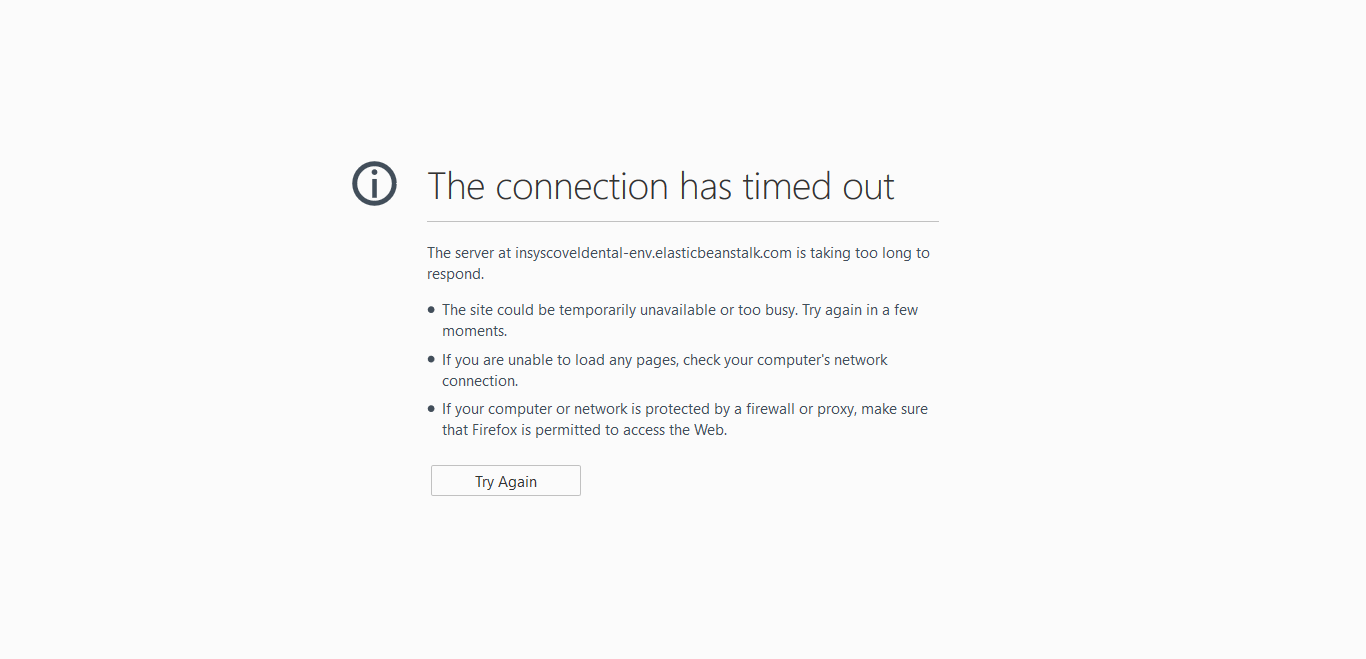 The connection has timed out
The server at insyscoveldental-env.elasticbeanstalk.com is taking too long to
respond.
• The site could be temporarily unavailable or too busy. Try again in a few
moments.
• If you are unable to load any pages, check your computer's network
connection.
• If your computer or network is protected by a firewall or proxy, make sure
that Firefox is permitted to access the Web.
Try Again